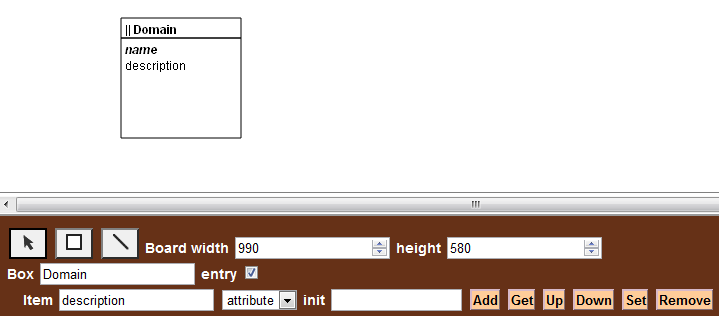 || Domain
name
description
Board width 990 height 580
Box Domain entry
Item description attribute init Add Get Up Down Set Remove